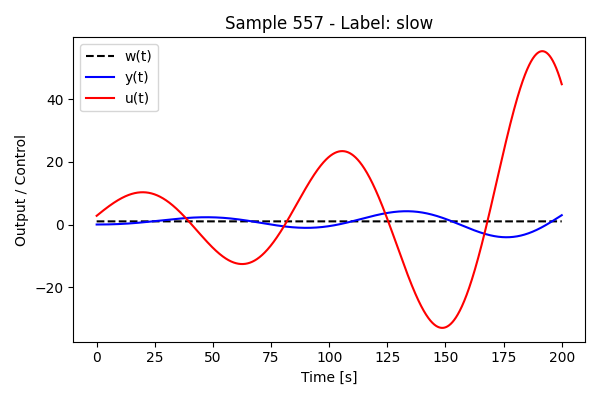 Sample 557 - Label: slow
w(t)
y(t)
u(t)
Output / Control
40
20
0
−20
0
25
50
75
100
125
150
175
200
Time [s]